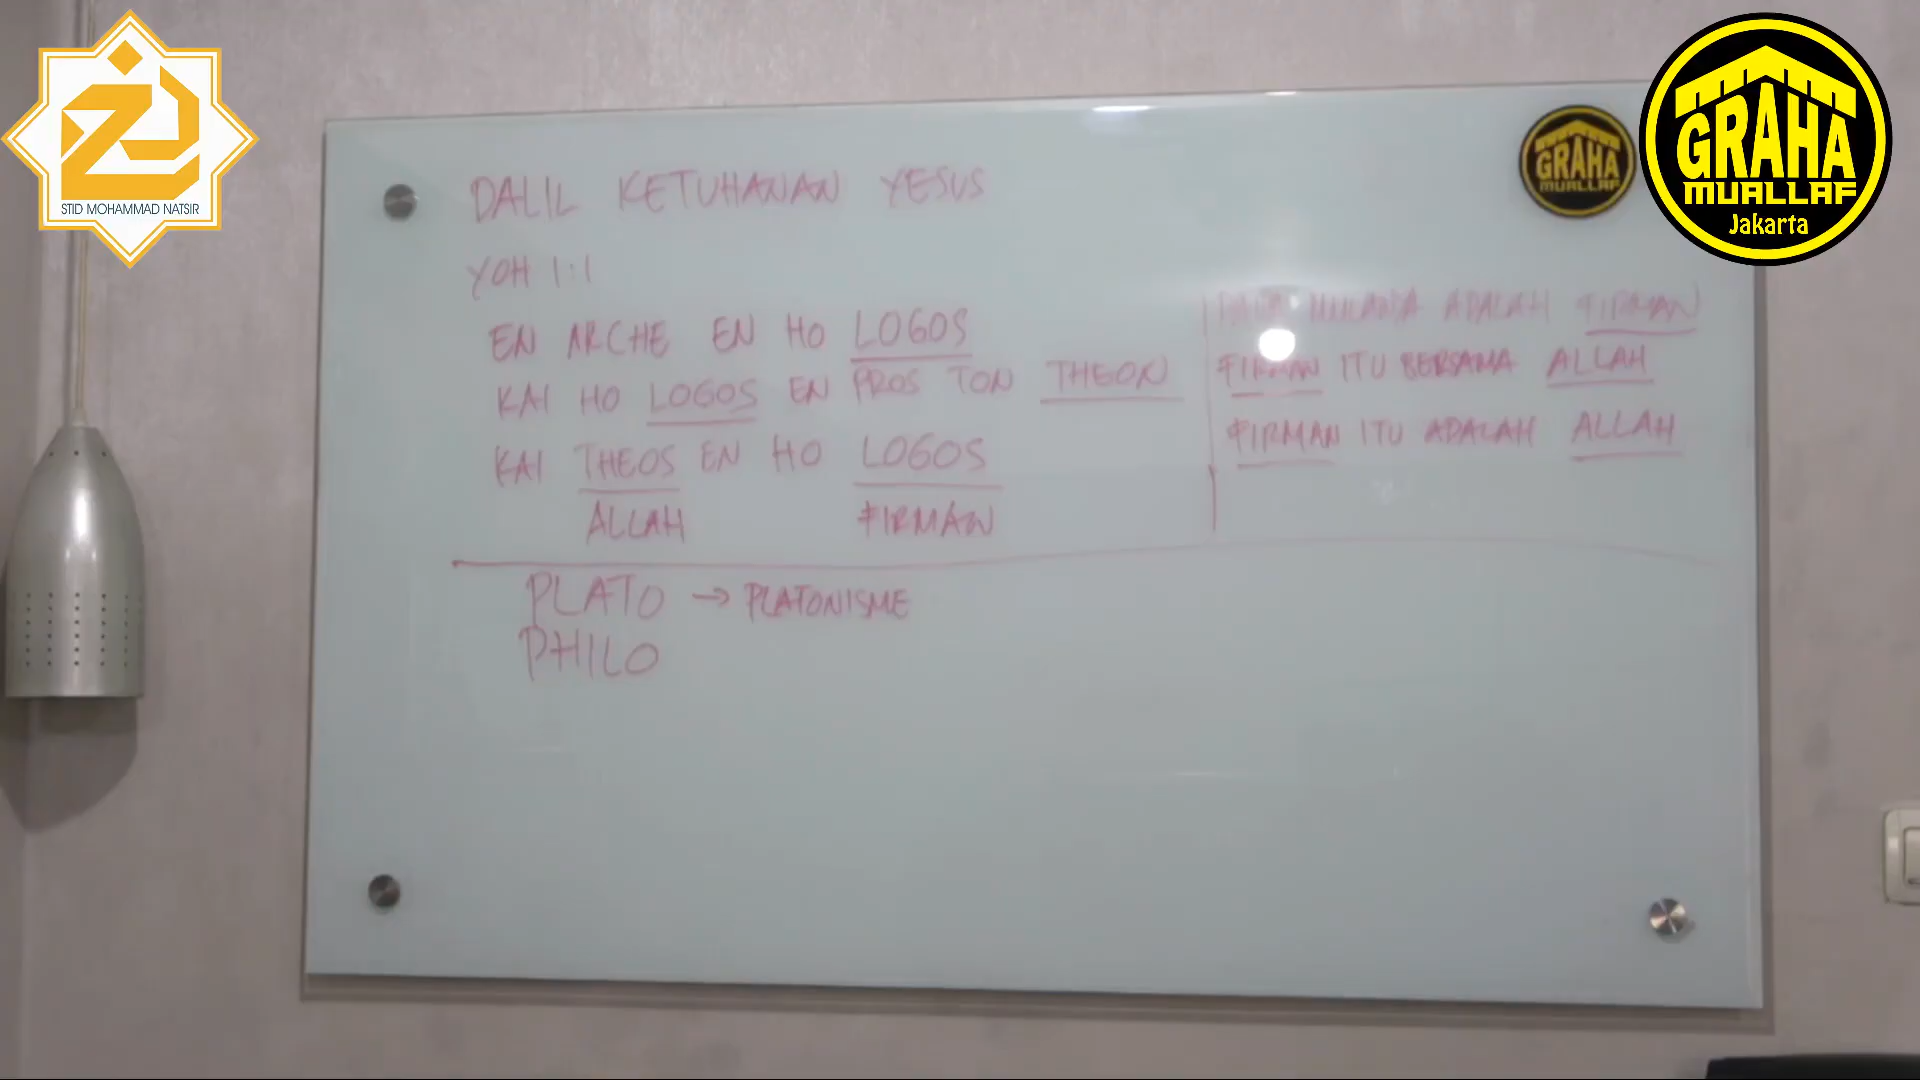 STID MOHAMMAD NATSIR
GRAHA
MUALLAF
Jakarta
GRAHA
MUALLAF
DALIL KETUHANAN YESUS
YOH 1:1
EN ARCHE EN HO LOGOS
KAI HO LOGOS EN PROS TON THEON
KAI THEOS EN HO LOGOS
ALLAH FIRMAN
PADA MULANYA ADALAH FIRMAN
FIRMAN ITU BERSAMA ALLAH
FIRMAN ITU ADALAH ALLAH
PLATO → PLATONISME
PHILO